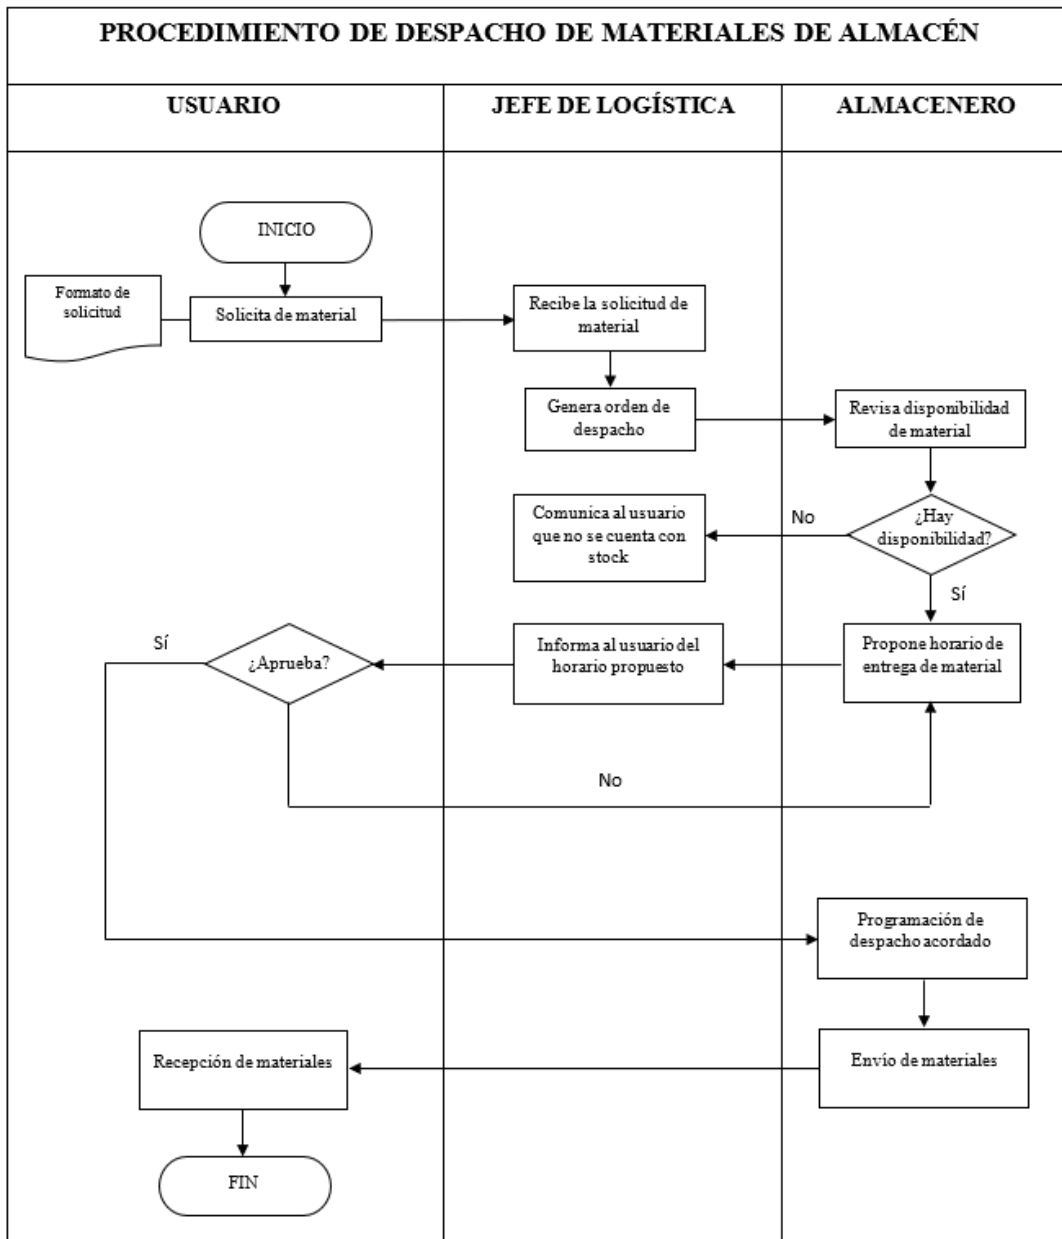 PROCEDIMIENTO DE DESPACHO DE MATERIALES DE ALMACÉN
USUARIO
JEFE DE LOGÍSTICA
ALMACENERO
INICIO
Formato de
solicitud
Solicita de material
Recibe la solicitud de
material
Genera orden de
despacho
Revisa disponibilidad
de material
¿Hay
disponibilidad?
No
Comunica al usuario
que no se cuenta con
stock
Sí
Propone horario de
entrega de material
Informa al usuario del
horario propuesto
¿Aprueba?
Sí
No
Programación de
despacho acordado
Envío de materiales
Recepción de materiales
FIN